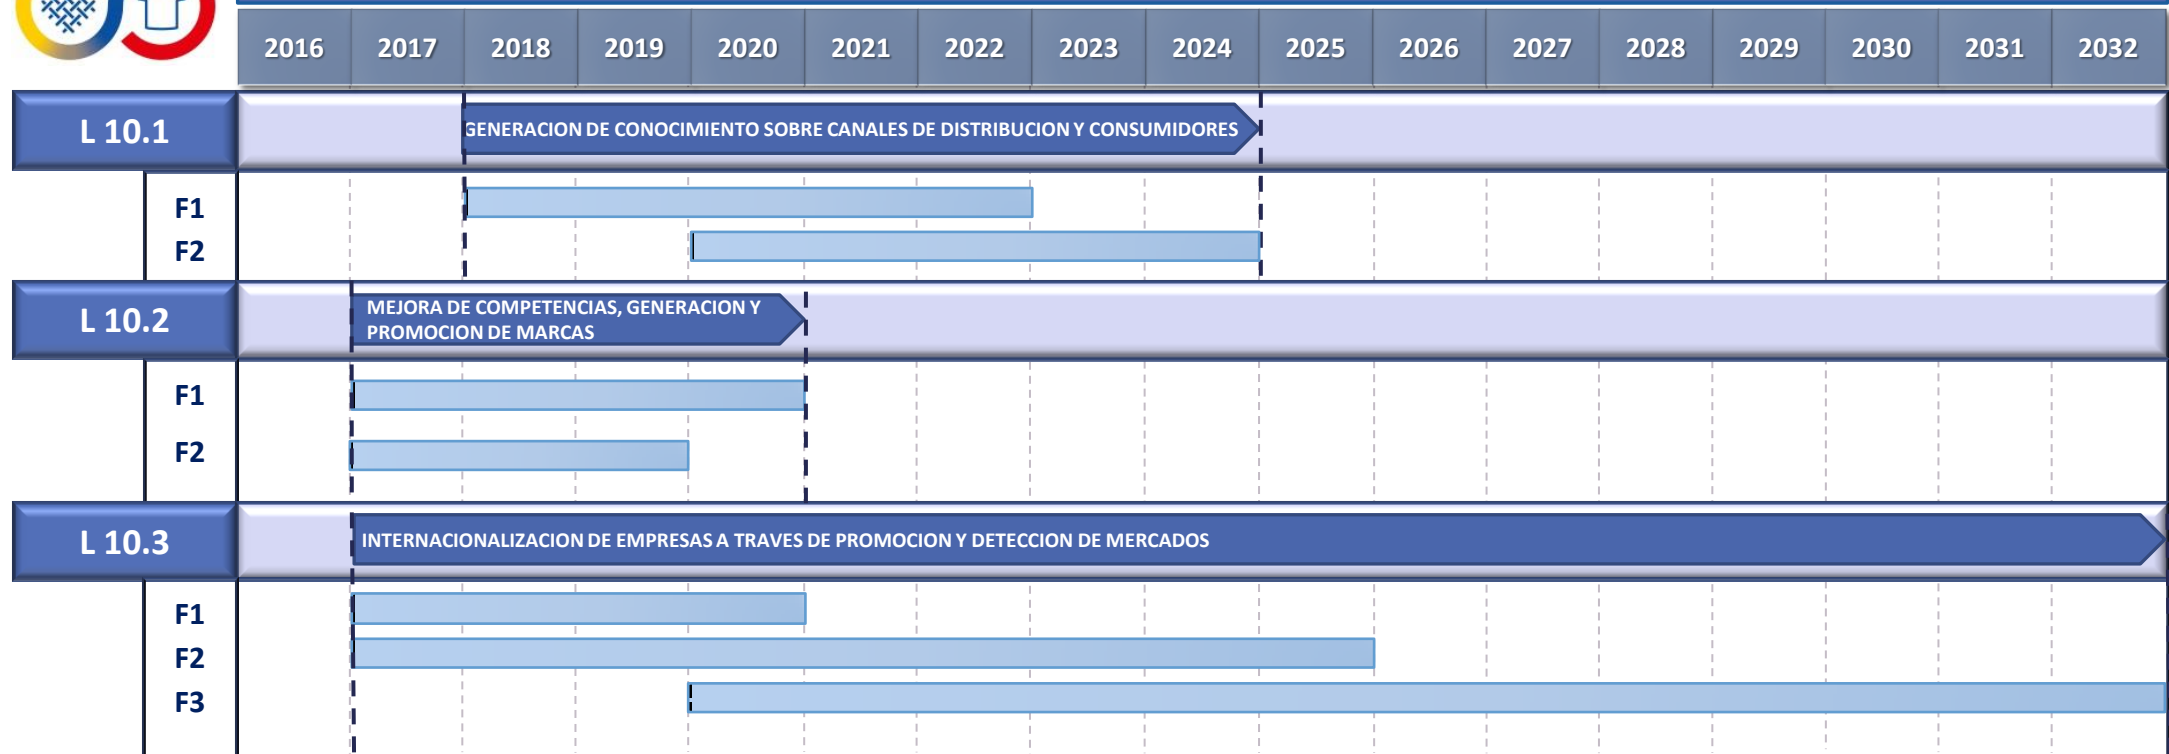 2016 2017 2018 2019 2020 2021 2022 2023 2024 2025 2026 2027 2028 2029 2030 2031 2032
L 10.1 GENERACION DE CONOCIMIENTO SOBRE CANALES DE DISTRIBUCION Y CONSUMIDORES
F1
F2
L 10.2
MEJORA DE COMPETENCIAS, GENERACION Y
PROMOCION DE MARCAS
F1
F2
L 10.3 INTERNACIONALIZACION DE EMPRESAS A TRAVES DE PROMOCION Y DETECCION DE MERCADOS
F1
F2
F3